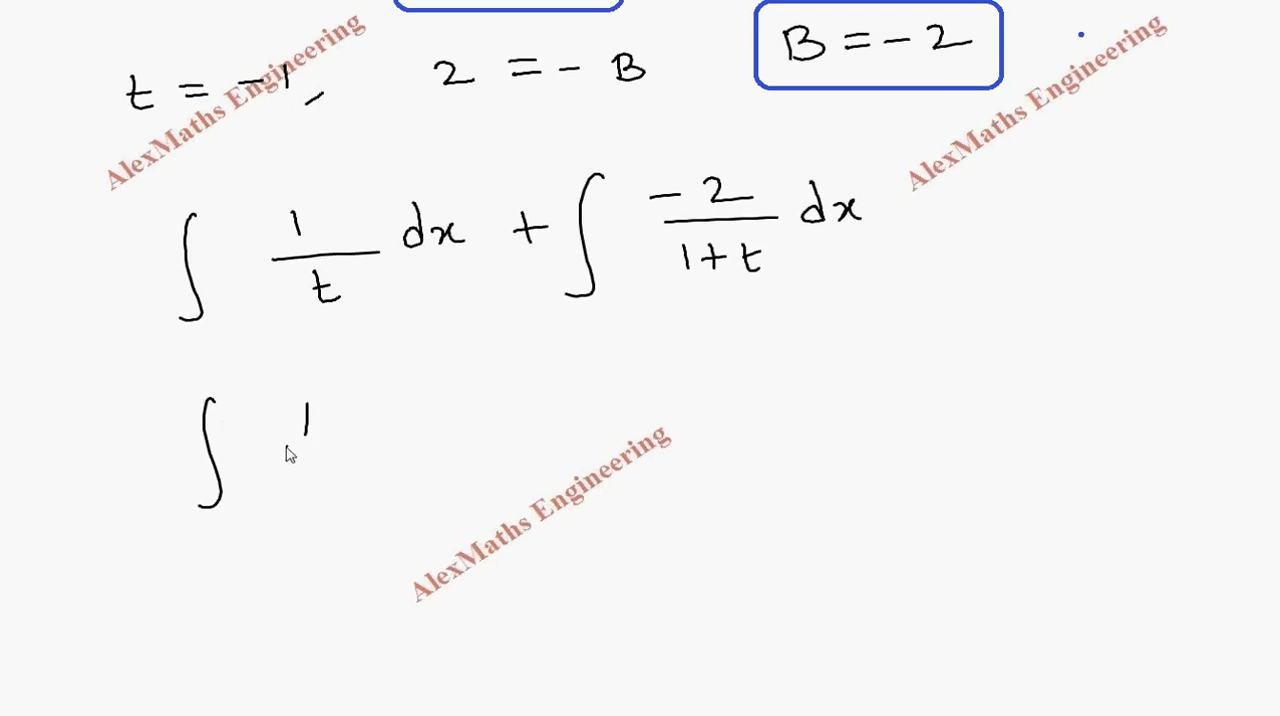 B = - 2
t = -1, 2 = - B
∫ 1/t dx + ∫ -2/(1+t) dx
∫ 1
AlexMaths Engineering
AlexMaths Engineering
AlexMaths Engineering